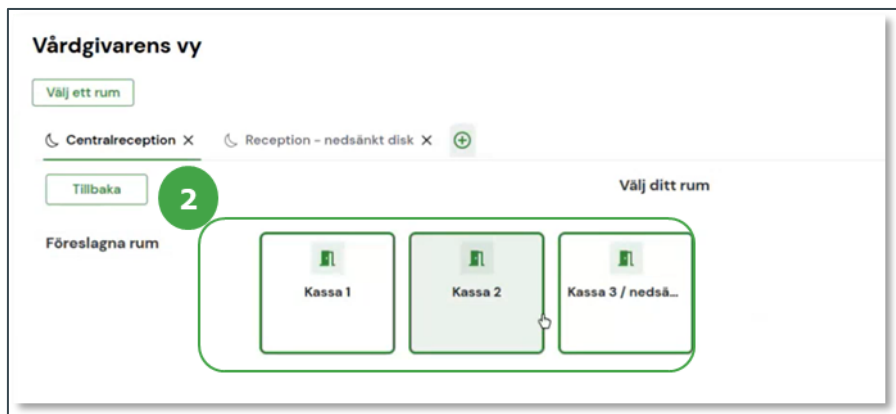 Vårdgivarens vy
Välj ett rum
Centralreception X Reception - nedsänkt disk X
Tillbaka
2
Välj ditt rum
Föreslagna rum
Kassa 1
Kassa 2
Kassa 3 / nedsä...